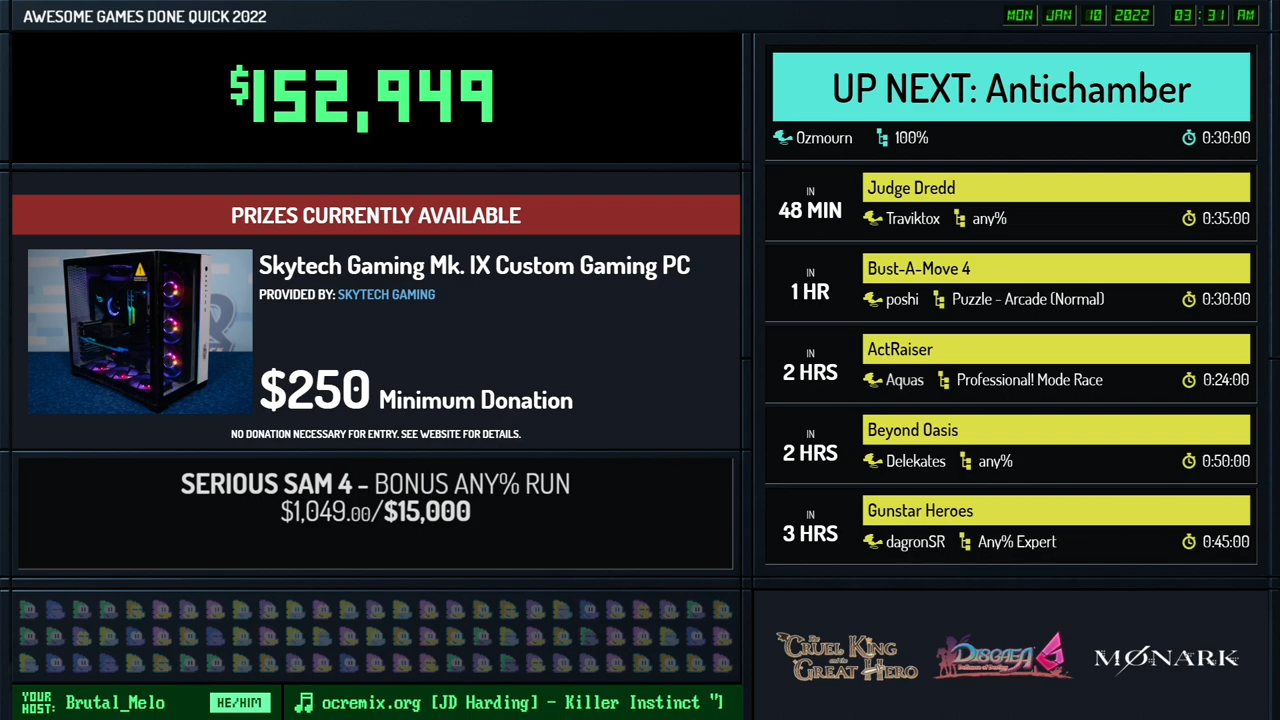 AWESOME GAMES DONE QUICK 2022
MON JAN 10 2022 03:31 AM
$152,949
PRIZES CURRENTLY AVAILABLE
Skytech Gaming Mk. IX Custom Gaming PC
PROVIDED BY: SKYTECH GAMING
$250 Minimum Donation
NO DONATION NECESSARY FOR ENTRY. SEE WEBSITE FOR DETAILS.
SERIOUS SAM 4 - BONUS ANY% RUN
$1,049.00/$15,000
UP NEXT: Antichamber
Ozmourn 100% 0:30:00
IN 48 MIN
Judge Dredd
Traviktox any% 0:35:00
IN 1 HR
Bust-A-Move 4
poshi Puzzle - Arcade (Normal) 0:30:00
IN 2 HRS
ActRaiser
Aquas Professional! Mode Race 0:24:00
IN 2 HRS
Beyond Oasis
Delekates any% 0:50:00
IN 3 HRS
Gunstar Heroes
dagronSR Any% Expert 0:45:00
The CRUEL KING and the GREAT HERO
DISGAEA 6
MONARK
YOUR HOST: Brutal_Melo HE/HIM
ocremix.org [JD Harding] - Killer Instinct "]